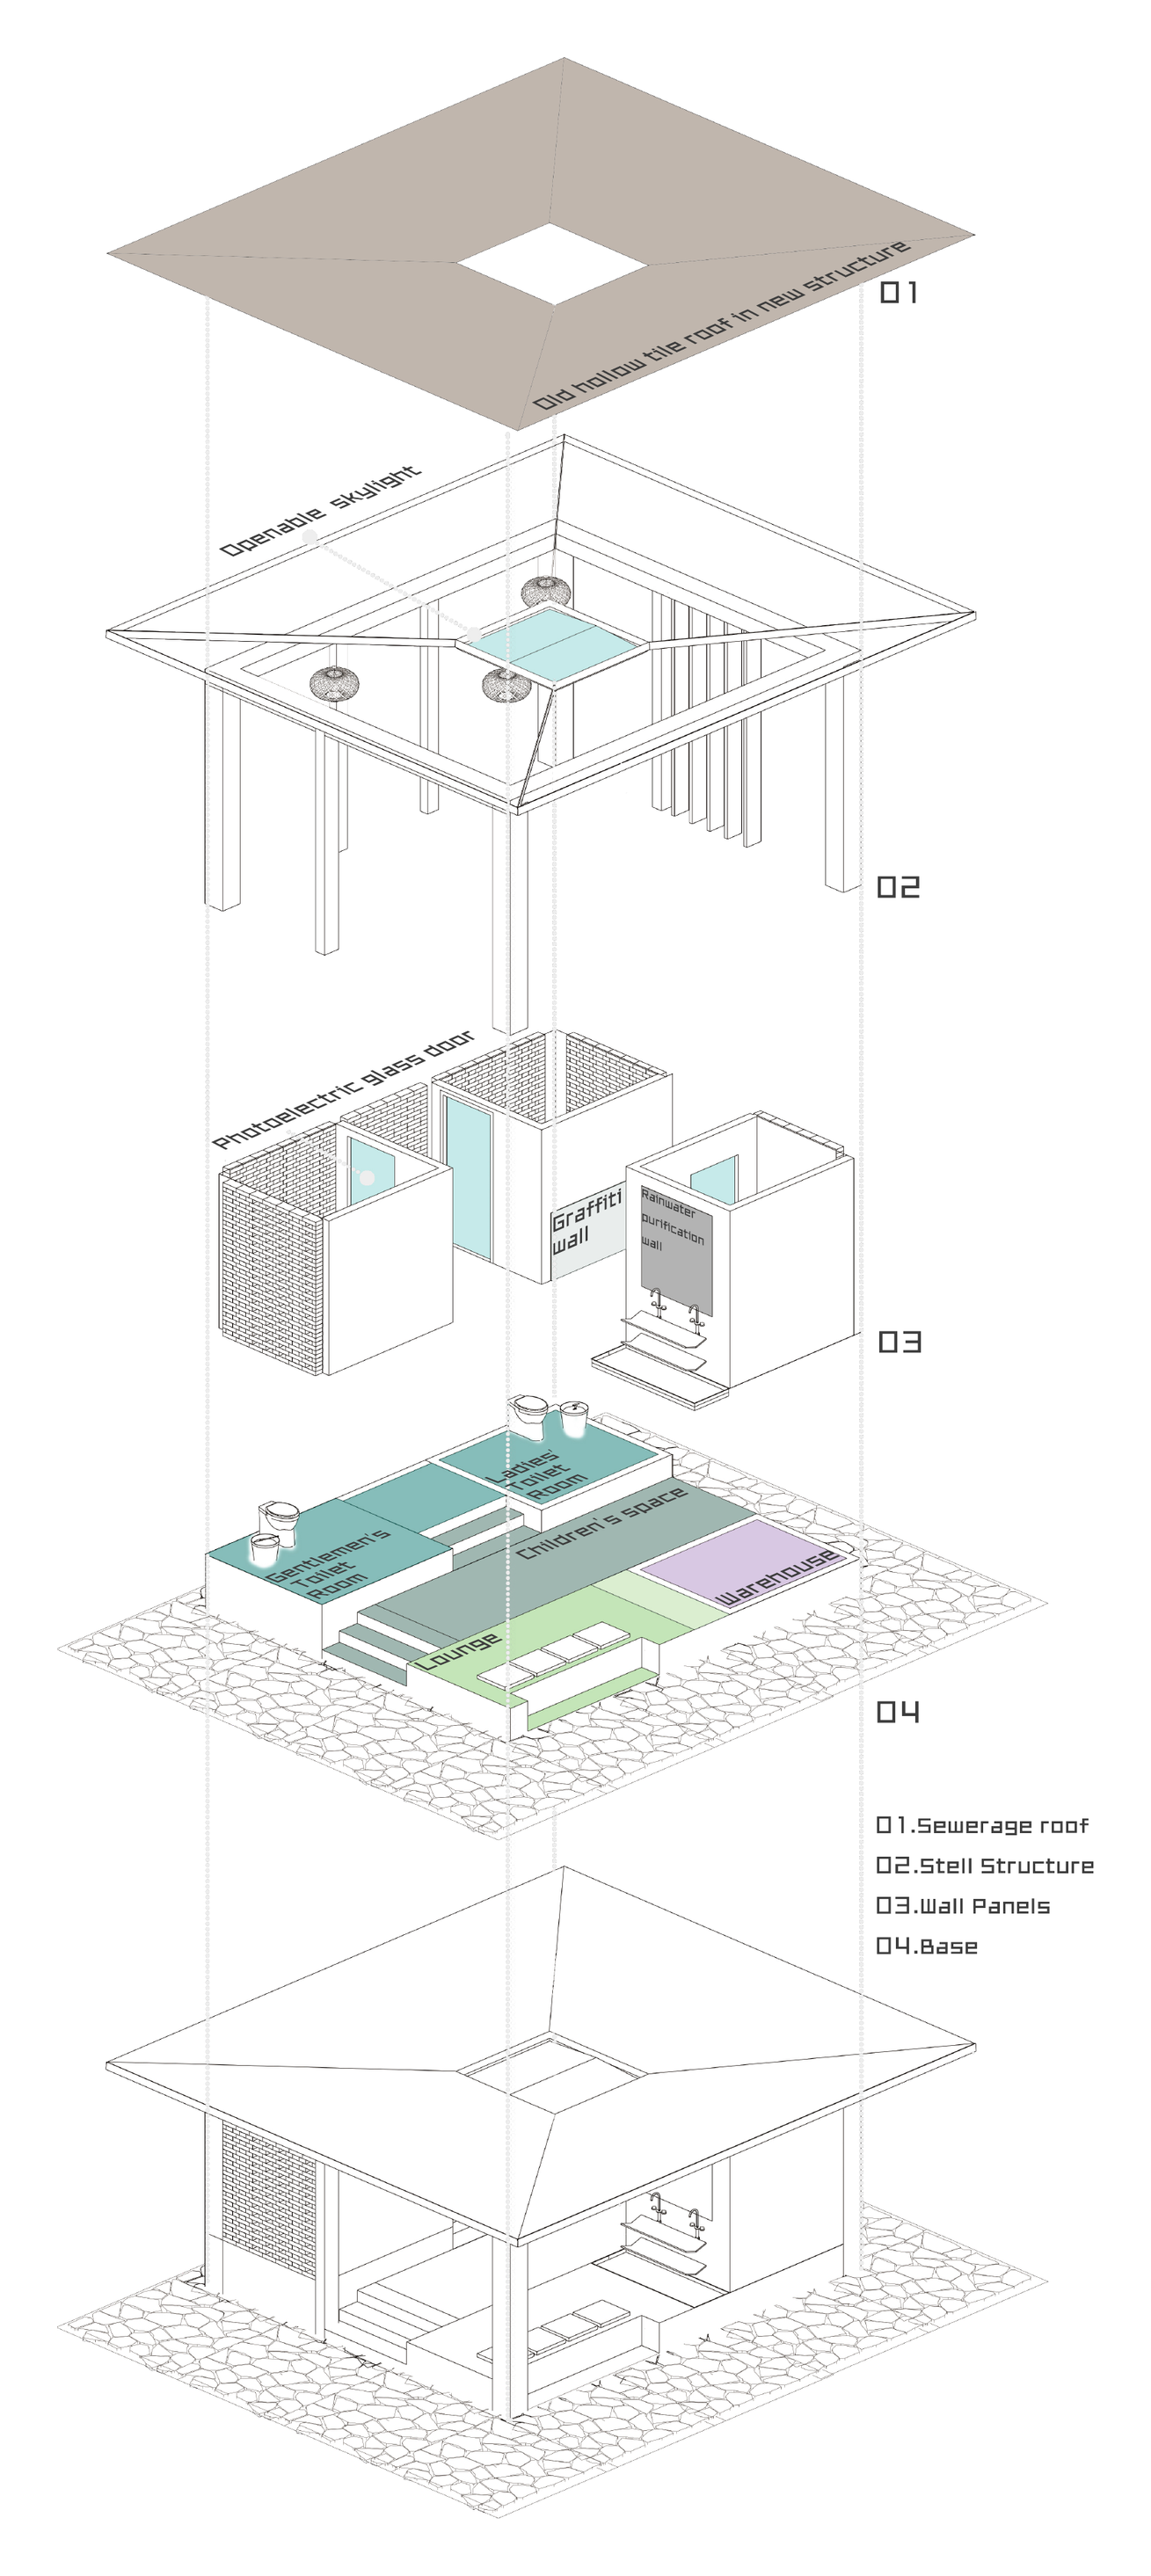 Old hollow tile roof in new structure
01
Openable skylight
02
Photoelectric glass door
Graffiti
wall
Rainwater
purification
wall
03
Ladies'
Toilet
Room
Children's space
Gentlemen's
Toilet
Room
Warehouse
Lounge
04
01.Sewerage roof
02.Stell Structure
03.Wall Panels
04.Base